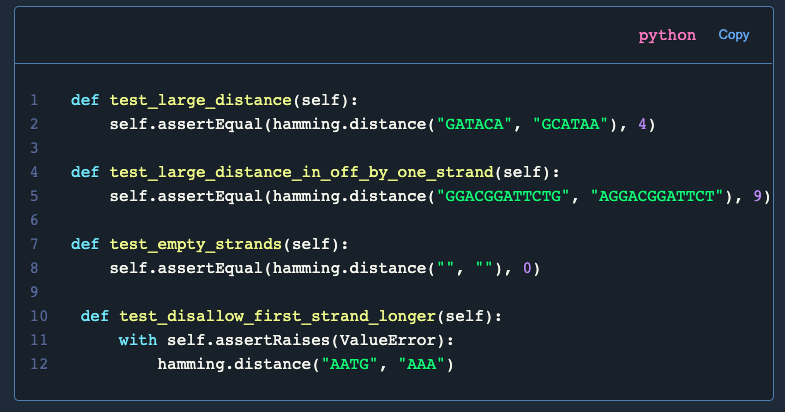 python Copy
1 def test_large_distance(self):
2 self.assertEqual(hamming.distance("GATACA", "GCATAA"), 4)
3
4 def test_large_distance_in_off_by_one_strand(self):
5 self.assertEqual(hamming.distance("GGACGGATTCTG", "AGGACGGATTCT"), 9)
6
7 def test_empty_strands(self):
8 self.assertEqual(hamming.distance("", ""), 0)
9
10 def test_disallow_first_strand_longer(self):
11 with self.assertRaises(ValueError):
12 hamming.distance("AATG", "AAA")